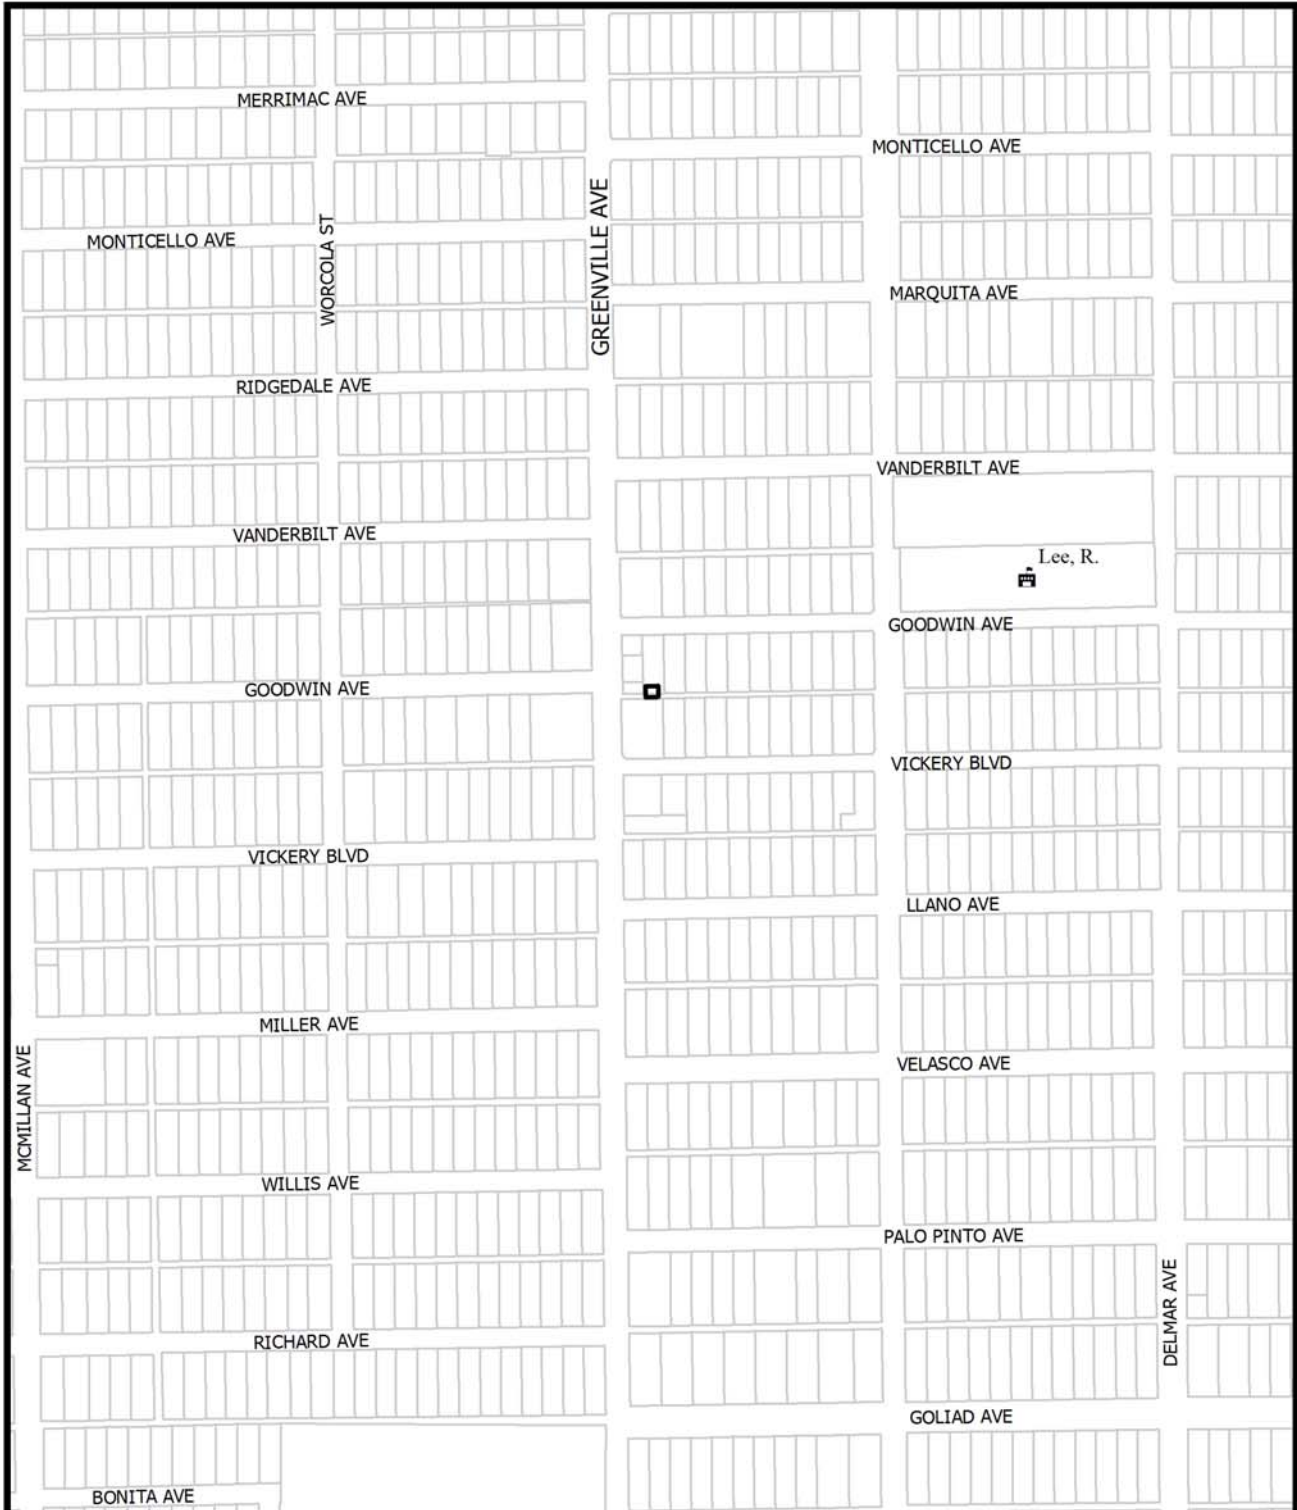 MERRIMAC AVE
MONTICELLO AVE
GREENVILLE AVE
WORCOLA ST
MONTICELLO AVE
MARQUITA AVE
RIDGEDALE AVE
VANDERBILT AVE
VANDERBILT AVE
Lee, R.
GOODWIN AVE
GOODWIN AVE
VICKERY BLVD
VICKERY BLVD
LLANO AVE
MILLER AVE
MCMILLAN AVE
VELASCO AVE
WILLIS AVE
PALO PINTO AVE
DELMAR AVE
RICHARD AVE
GOLIAD AVE
BONITA AVE